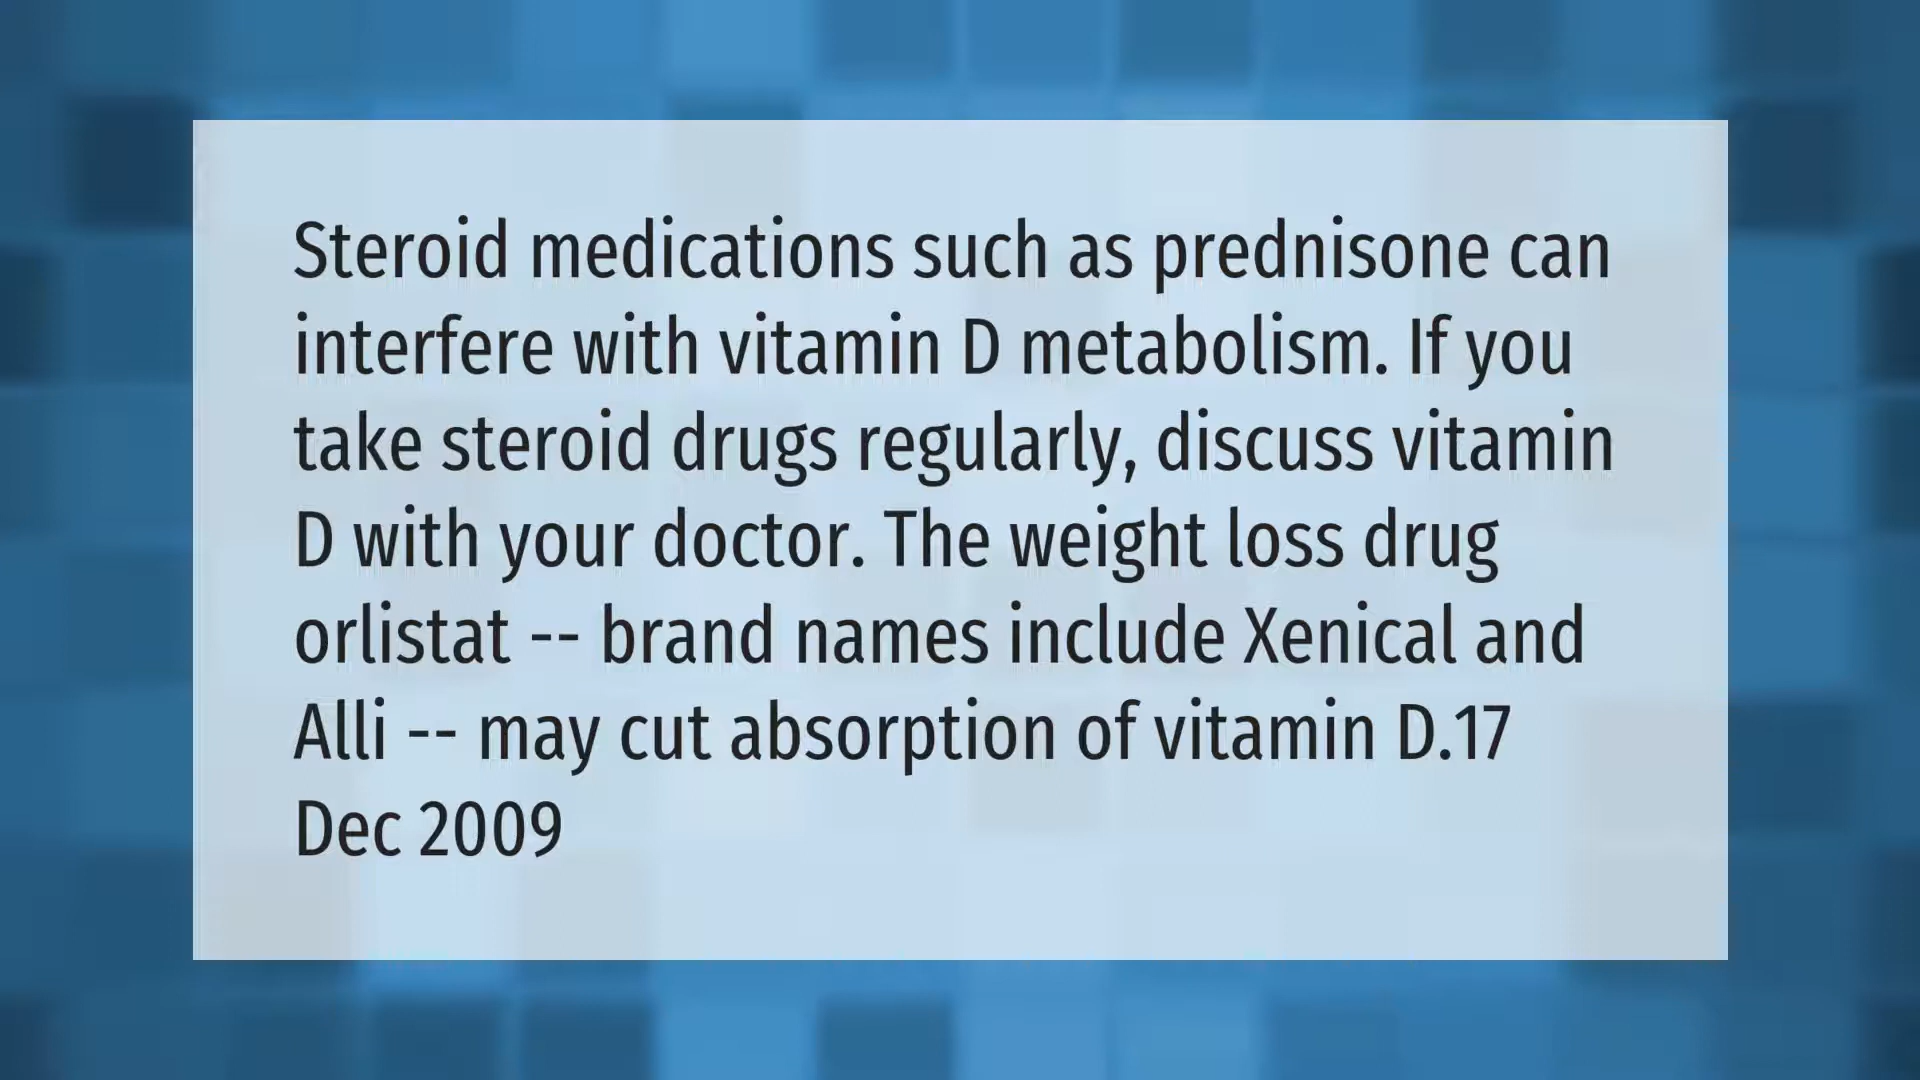 Steroid medications such as prednisone can
interfere with vitamin D metabolism. If you
take steroid drugs regularly, discuss vitamin
D with your doctor. The weight loss drug
orlistat -- brand names include Xenical and
Alli -- may cut absorption of vitamin D.17
Dec 2009